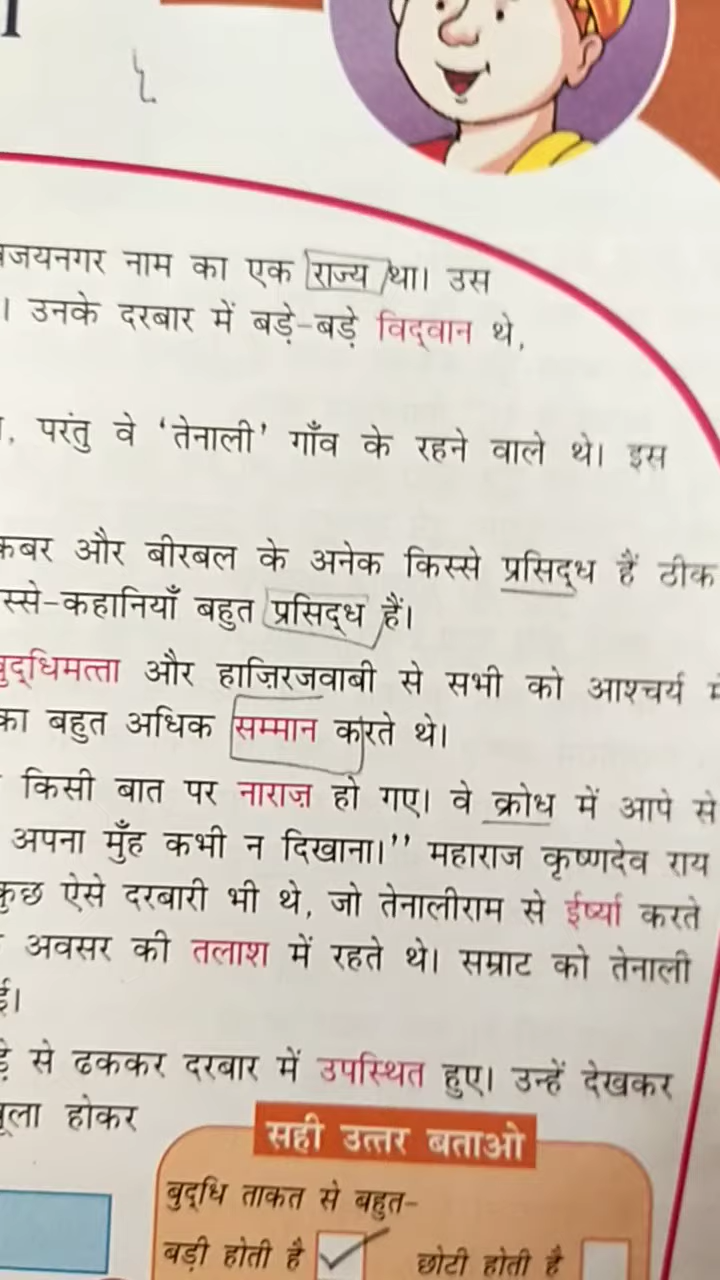 नाम का एक राज्य था। उस
। उनके दरबार में बड़े-बड़े विद्वान थे,
, परंतु वे ‘तेनाली’ गाँव के रहने वाले थे। इस
और बीरबल के अनेक किस्से प्रसिद्ध हैं ठीक
स्से-कहानियाँ बहुत प्रसिद्ध हैं।
बुद्धिमत्ता और हाज़िरजवाबी से सभी को आश्चर्य
का बहुत अधिक सम्मान करते थे।
किसी बात पर नाराज़ हो गए। वे क्रोध में आपे से
अपना मुँह कभी न दिखाना।’’ महाराज कृष्णदेव राय
कुछ ऐसे दरबारी भी थे, जो तेनालीराम से ईर्ष्या करते
अवसर की तलाश में रहते थे। सम्राट को तेनाली
ई।
ड़े से ढककर दरबार में उपस्थित हुए। उन्हें देखकर
होकर
सही उत्तर बताओ
बुद्धि ताकत से बहुत-
बड़ी होती है छोटी होती है